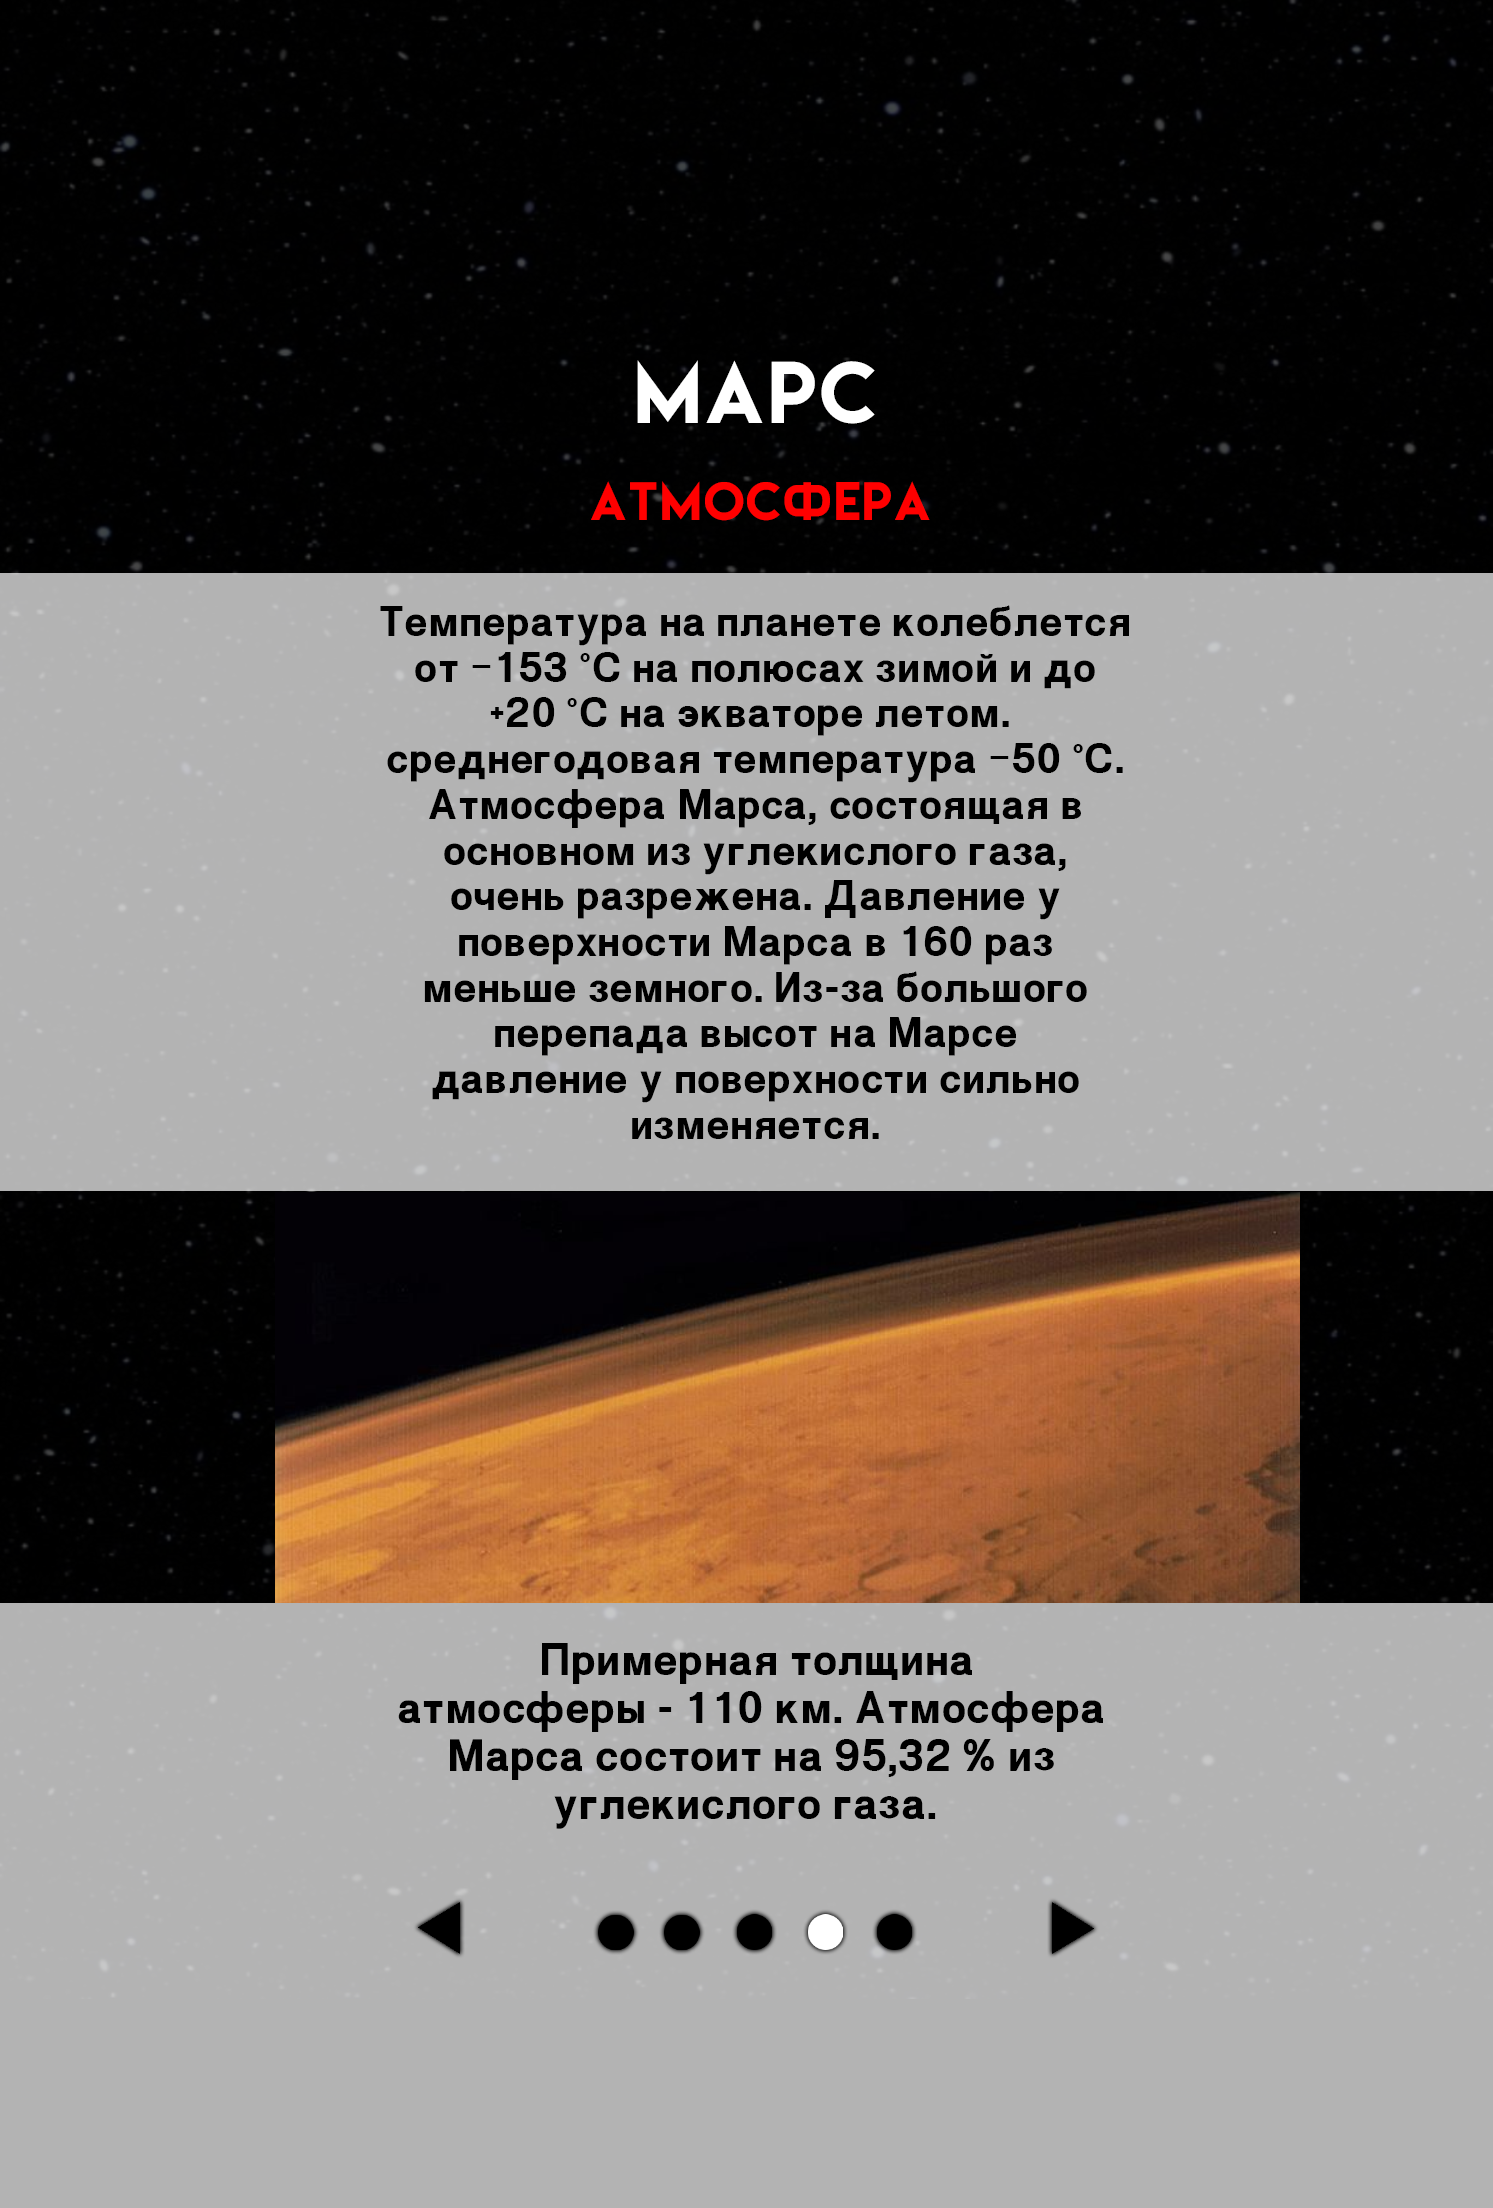 МАРС
АТМОСФЕРА
Температура на планете колеблется
от −153 °C на полюсах зимой и до
+20 °C на экваторе летом.
среднегодовая температура −50 °C.
Атмосфера Марса, состоящая в
основном из углекислого газа,
очень разрежена. Давление у
поверхности Марса в 160 раз
меньше земного. Из-за большого
перепада высот на Марсе
давление у поверхности сильно
изменяется.
Примерная толщина
атмосферы - 110 км. Атмосфера
Марса состоит на 95,32 % из
углекислого газа.